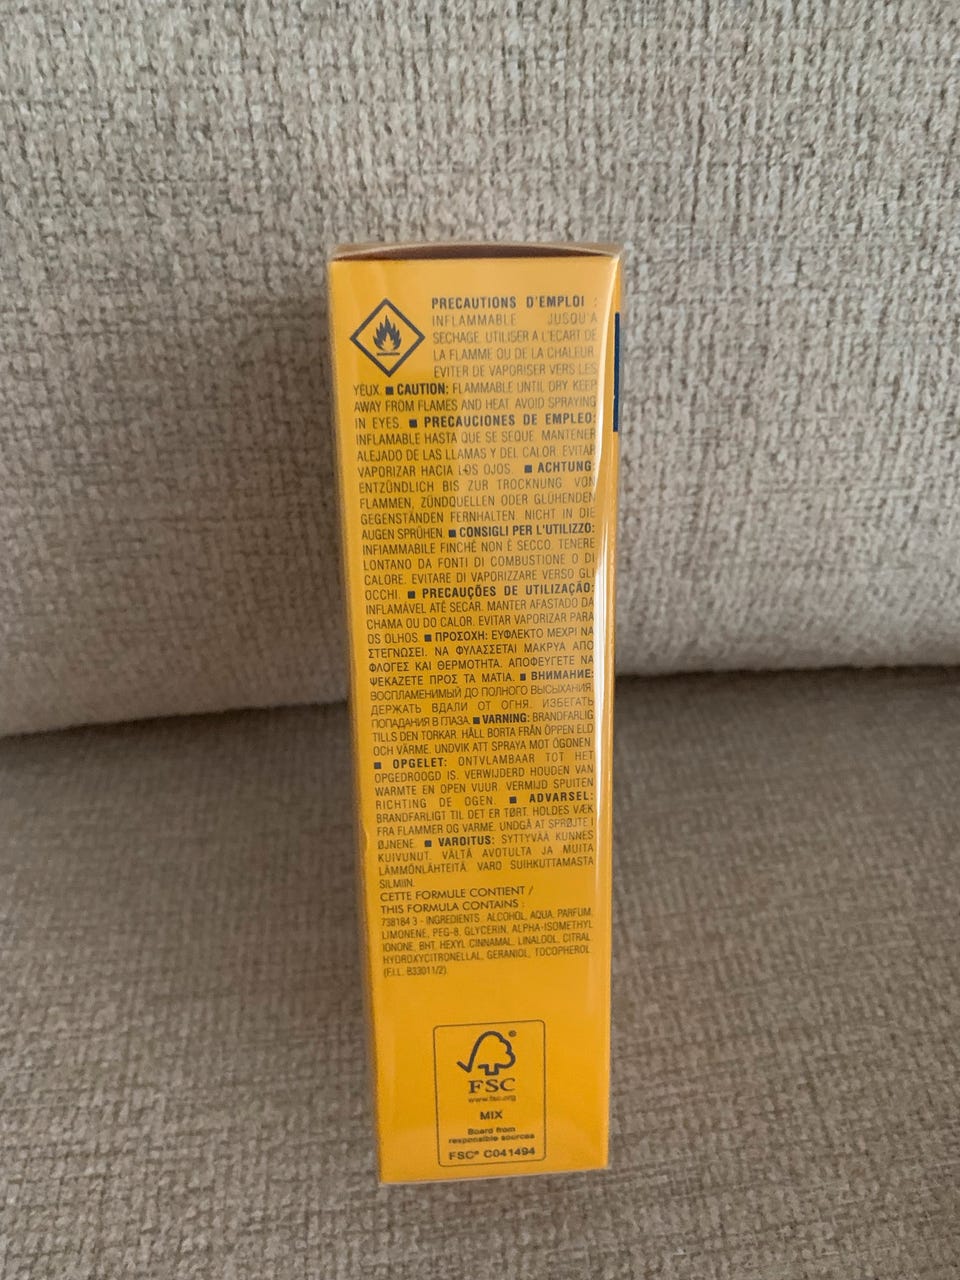 PRECAUTIONS D'EMPLOI :
INFLAMMABLE JUSQU'A
SECHAGE. UTILISER A L'ECART DE
LA FLAMME OU DE LA CHALEUR.
EVITER DE VAPORISER VERS LES
YEUX. ■ CAUTION: FLAMMABLE UNTIL DRY. KEEP
AWAY FROM FLAMES AND HEAT. AVOID SPRAYING
IN EYES. ■ PRECAUCIONES DE EMPLEO:
INFLAMABLE HASTA QUE SE SEQUE. MANTENER
ALEJADO DE LAS LLAMAS Y DEL CALOR. EVITAR
VAPORIZAR HACIA LOS OJOS. ■ ACHTUNG:
ENTZÜNDLICH BIS ZUR TROCKNUNG. VON
FLAMMEN, ZÜNDQUELLEN ODER GLÜHENDEN
GEGENSTÄNDEN FERNHALTEN. NICHT IN DIE
AUGEN SPRÜHEN. ■ CONSIGLI PER L'UTILIZZO:
INFIAMMABILE FINCHÉ NON È SECCO. TENERE
LONTANO DA FONTI DI COMBUSTIONE O DI
CALORE. EVITARE DI VAPORIZZARE VERSO GLI
OCCHI. ■ PRECAUÇÕES DE UTILIZAÇÃO:
INFLAMÁVEL ATÉ SECAR. MANTER AFASTADO DA
CHAMA OU DO CALOR. EVITAR VAPORIZAR PARA
OS OLHOS. ■ ΠΡΟΣΟΧΗ: ΕΥΦΛΕΚΤΟ ΜΕΧΡΙ ΝΑ
ΣΤΕΓΝΩΣΕΙ. ΝΑ ΦΥΛΑΣΣΕΤΑΙ ΜΑΚΡΥΑ ΑΠΟ
ΦΛΟΓΕΣ ΚΑΙ ΘΕΡΜΟΤΗΤΑ. ΑΠΟΦΕΥΓΕΤΕ ΝΑ
ΨΕΚΑΖΕΤΕ ΠΡΟΣ ΤΑ ΜΑΤΙΑ. ■ ВНИМАНИЕ:
ВОСПЛАМЕНИМЫЙ ДО ПОЛНОГО ВЫСЫХАНИЯ.
ДЕРЖАТЬ ВДАЛИ ОТ ОГНЯ. ИЗБЕГАТЬ
ПОПАДАНИЯ В ГЛАЗА. ■ VARNING: BRANDFARLIG
TILLS DEN TORKAR. HÅLL BORTA FRÅN ÖPPEN ELD
OCH VÄRME. UNDVIK ATT SPRAYA MOT ÖGONEN.
■ OPGELET: ONTVLAMBAAR TOT HET
OPGEDROOGD IS. VERWIJDERD HOUDEN VAN
WARMTE EN OPEN VUUR. VERMIJD SPUITEN
RICHTING DE OGEN. ■ ADVARSEL:
BRANDFARLIGT TIL DET ER TØRT. HOLDES VÆK
FRA FLAMMER OG VARME. UNDGÅ AT SPRØJTE I
ØJNENE. ■ VAROITUS: SYTTYVÄÄ KUNNES
KUIVUNUT. VÄLTÄ AVOTULTA JA MUITA
LÄMMÖNLÄHTEITÄ. VARO SUIHKUTTAMASTA
SILMIIN.
CETTE FORMULE CONTIENT /
THIS FORMULA CONTAINS :
738184 3 - INGREDIENTS: ALCOHOL, AQUA, PARFUM,
LIMONENE, PEG-8, GLYCERIN, ALPHA-ISOMETHYL
IONONE, BHT, HEXYL CINNAMAL, LINALOOL, CITRAL,
HYDROXYCITRONELLAL, GERANIOL, TOCOPHEROL.
(F.I.L. B33011/2).
FSC®
www.fsc.org
MIX
Board from
responsible sources
FSC® C041494